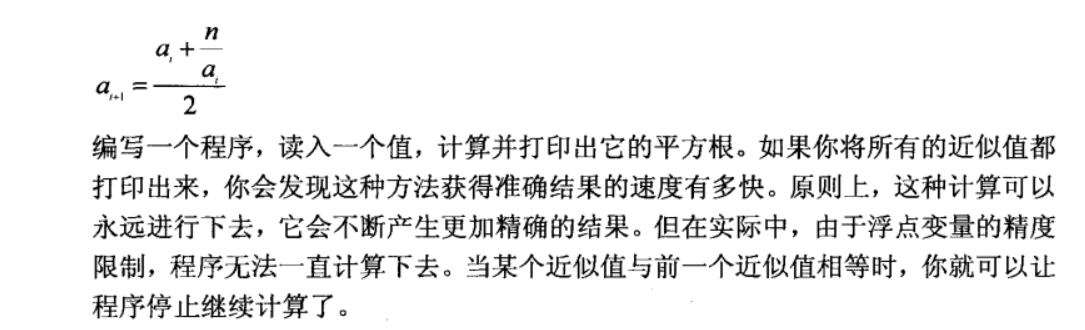 a_{i+1} = \frac{a_i + \frac{n}{a_i}}{2}
编写一个程序，读入一个值，计算并打印出它的平方根。如果你将所有的近似值都
打印出来，你会发现这种方法获得准确结果的速度有多快。原则上，这种计算可以
永远进行下去，它会不断产生更加精确的结果。但在实际中，由于浮点变量的精度
限制，程序无法一直计算下去。当某个近似值与前一个近似值相等时，你就可以让
程序停止继续计算了。